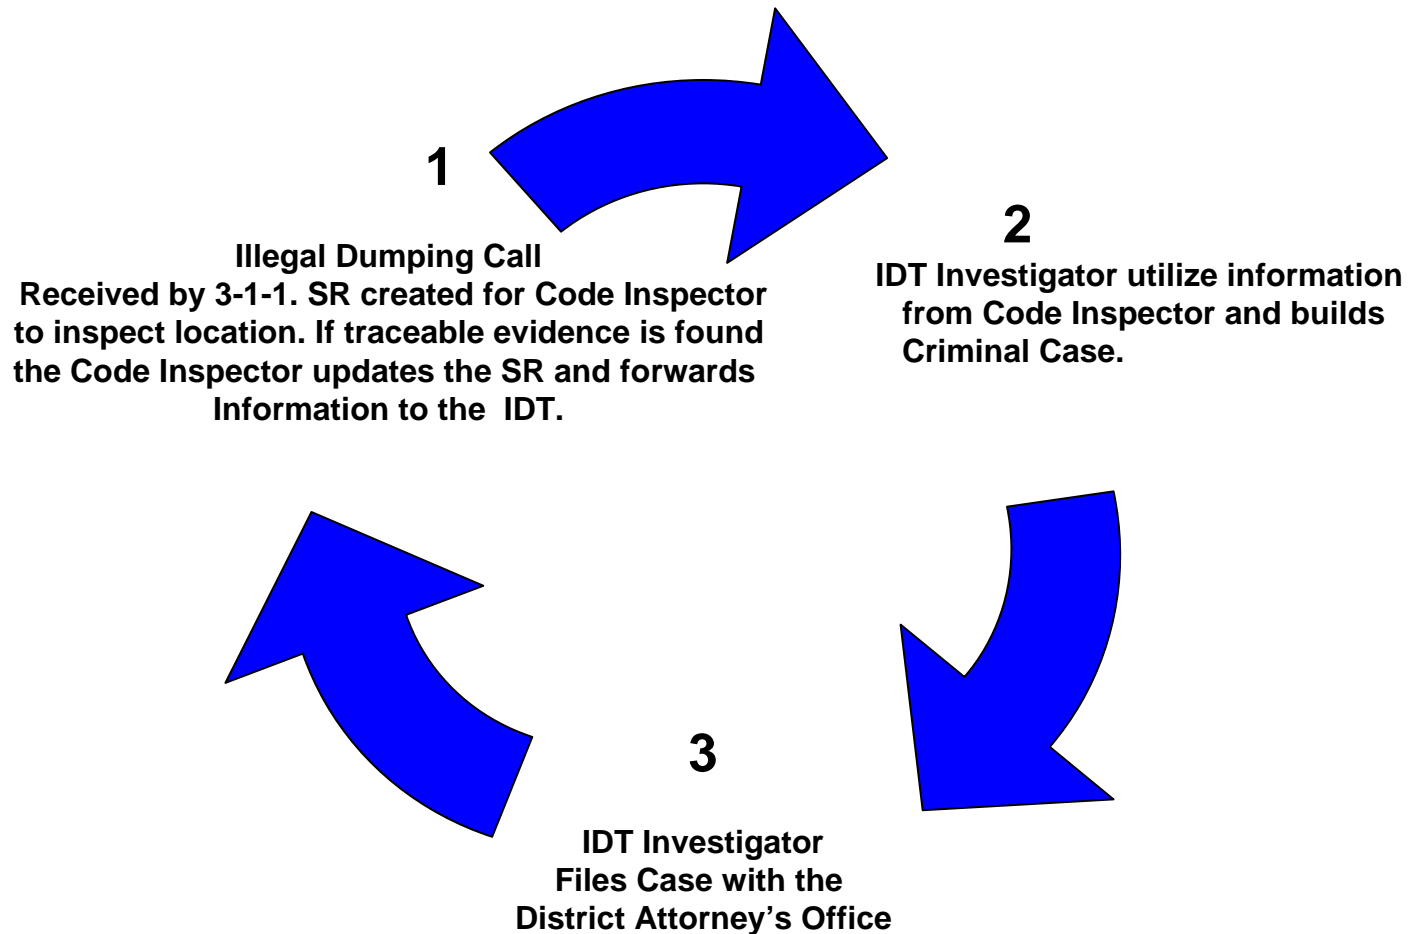 1
Illegal Dumping Call
Received by 3-1-1. SR created for Code Inspector
to inspect location. If traceable evidence is found
the Code Inspector updates the SR and forwards
Information to the IDT.
2
IDT Investigator utilize information
from Code Inspector and builds
Criminal Case.
3
IDT Investigator
Files Case with the
District Attorney’s Office